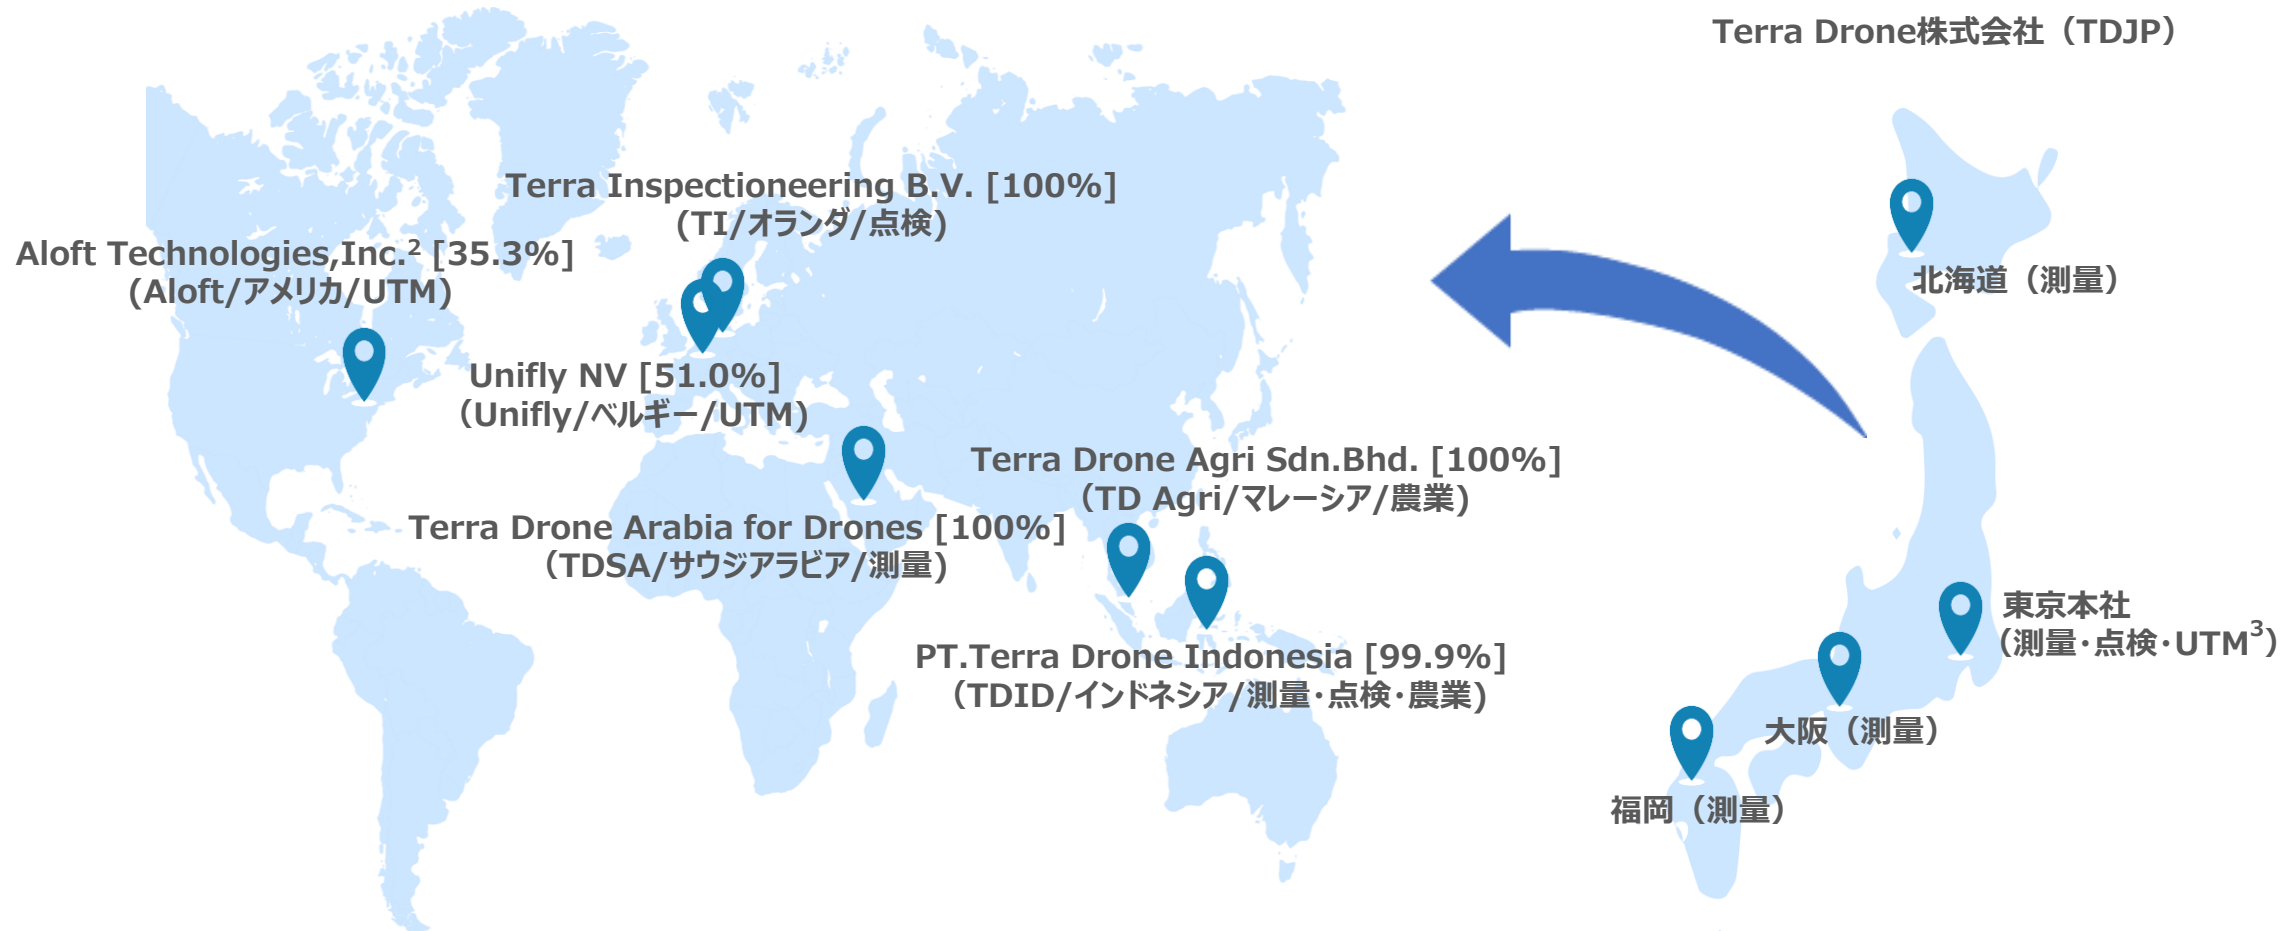 Terra Drone株式会社（TDJP）
Terra Inspectioneering B.V. [100%]
(TI/オランダ/点検)
Aloft Technologies,Inc.² [35.3%]
(Aloft/アメリカ/UTM)
Unifly NV [51.0%]
（Unifly/ベルギー/UTM)
Terra Drone Agri Sdn.Bhd. [100%]
（TD Agri/マレーシア/農業)
Terra Drone Arabia for Drones [100%]
（TDSA/サウジアラビア/測量)
PT.Terra Drone Indonesia [99.9%]
（TDID/インドネシア/測量・点検・農業)
北海道（測量）
東京本社
（測量・点検・UTM³）
大阪（測量）
福岡（測量）